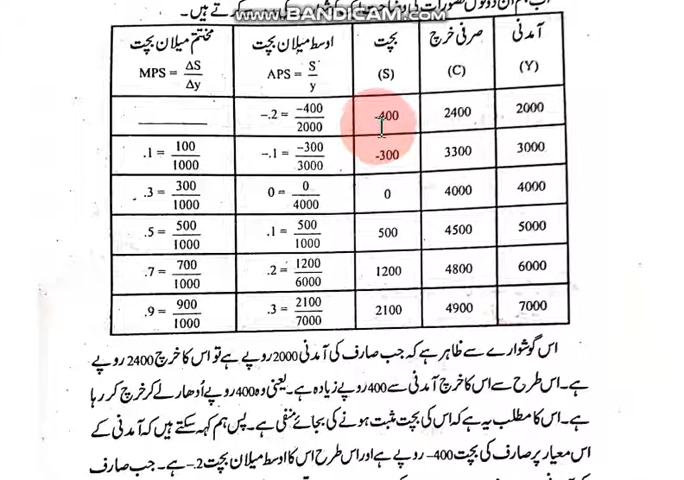 WWW.BANDICAM.COM
آمدنی (Y) | صرفی خرچ (C) | بچت (S) | اوسط میلان بچت APS = S/y | مختتم میلان بچت MPS = ΔS/Δy
2000 | 2400 | -400 | -.2 = -400/2000 | ______
3000 | 3300 | -300 | -.1 = -300/3000 | .1 = 100/1000
4000 | 4000 | 0 | 0 = 0/4000 | .3 = 300/1000
5000 | 4500 | 500 | .1 = 500/1000 | .5 = 500/1000
6000 | 4800 | 1200 | .2 = 1200/6000 | .7 = 700/1000
7000 | 4900 | 2100 | .3 = 2100/7000 | .9 = 900/1000
اس گوشوارے سے ظاہر ہے کہ جب صارف کی آمدنی 2000 روپے ہے تو اس کا خرچ 2400 روپے
ہے۔ اس طرح سے اس کا خرچ آمدنی سے 400 روپے زیادہ ہے۔ یعنی وہ 400 روپے اُدھار لے کر خرچ کر رہا
ہے۔ اس کا مطلب یہ ہے کہ اس کی بچت مثبت ہونے کی بجائے منفی ہے۔ پس ہم کہہ سکتے ہیں کہ آمدنی کے
اس معیار پر صارف کی بچت 400- روپے ہے اور اس طرح اس کا اوسط میلان بچت 2.- ہے۔ جب صارف